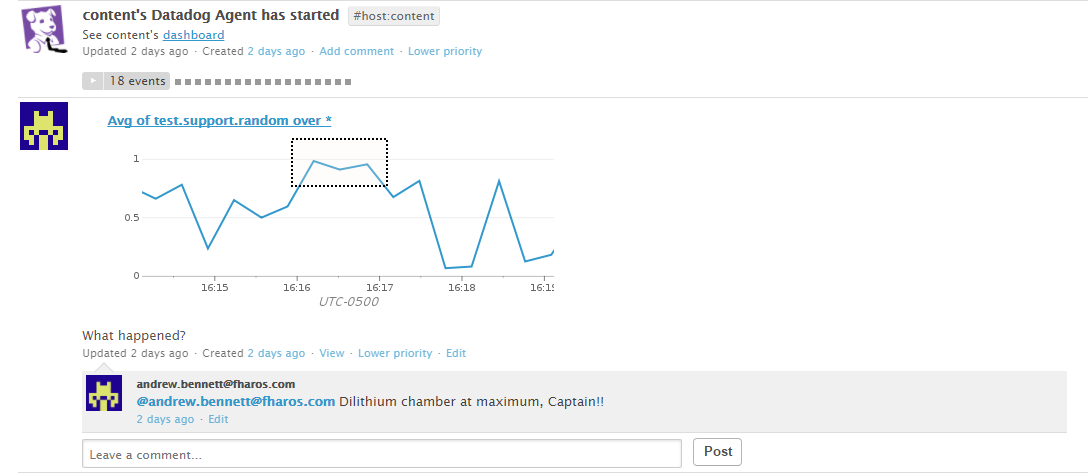 content's Datadog Agent has started #host:content
See content's dashboard
Updated 2 days ago · Created 2 days ago · Add comment · Lower priority
18 events
Avg of test.support.random over *
1
0.5
0
16:15 16:16 16:17 16:18 16:19
UTC-0500
What happened?
Updated 2 days ago · Created 2 days ago · View · Lower priority · Edit
andrew.bennett@fharos.com
@andrew.bennett@fharos.com Dilithium chamber at maximum, Captain!!
2 days ago · Edit
Leave a comment... Post